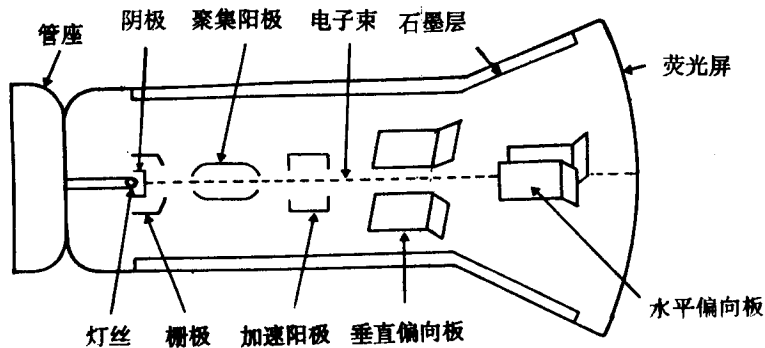 管座
阴极
聚集阳极
电子束
石墨层
荧光屏
灯丝
栅极
加速阳极
垂直偏向板
水平偏向板